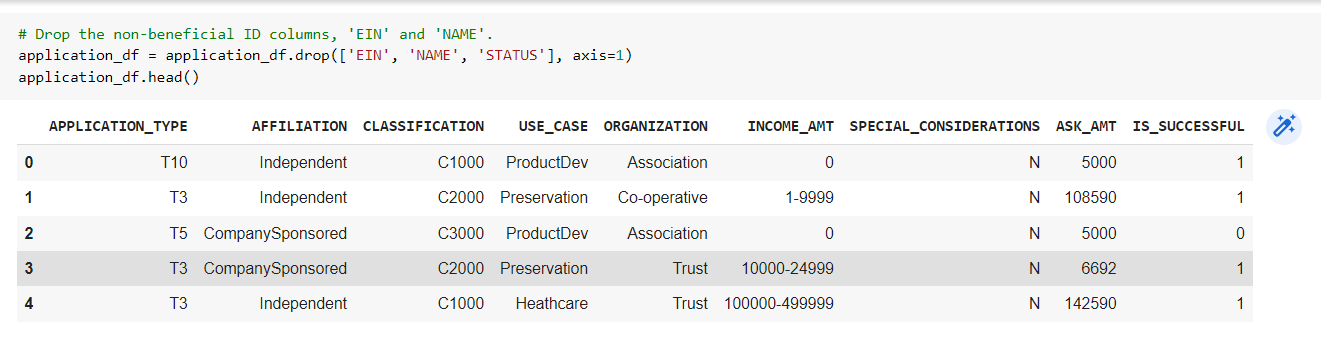 # Drop the non-beneficial ID columns, 'EIN' and 'NAME'.
application_df = application_df.drop(['EIN', 'NAME', 'STATUS'], axis=1)
application_df.head()
APPLICATION_TYPE AFFILIATION CLASSIFICATION USE_CASE ORGANIZATION INCOME_AMT SPECIAL_CONSIDERATIONS ASK_AMT IS_SUCCESSFUL
0 T10 Independent C1000 ProductDev Association 0 N 5000 1
1 T3 Independent C2000 Preservation Co-operative 1-9999 N 108590 1
2 T5 CompanySponsored C3000 ProductDev Association 0 N 5000 0
3 T3 CompanySponsored C2000 Preservation Trust 10000-24999 N 6692 1
4 T3 Independent C1000 Heathcare Trust 100000-499999 N 142590 1